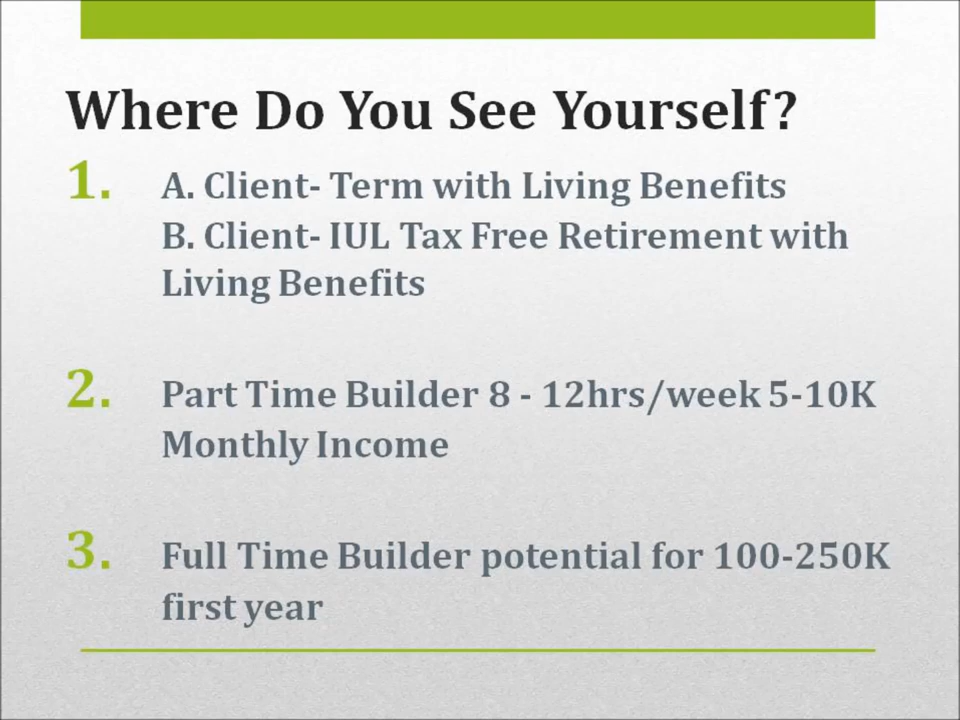 Where Do You See Yourself?
1. A. Client- Term with Living Benefits
B. Client- IUL Tax Free Retirement with
Living Benefits
2. Part Time Builder 8 - 12hrs/week 5-10K
Monthly Income
3. Full Time Builder potential for 100-250K
first year